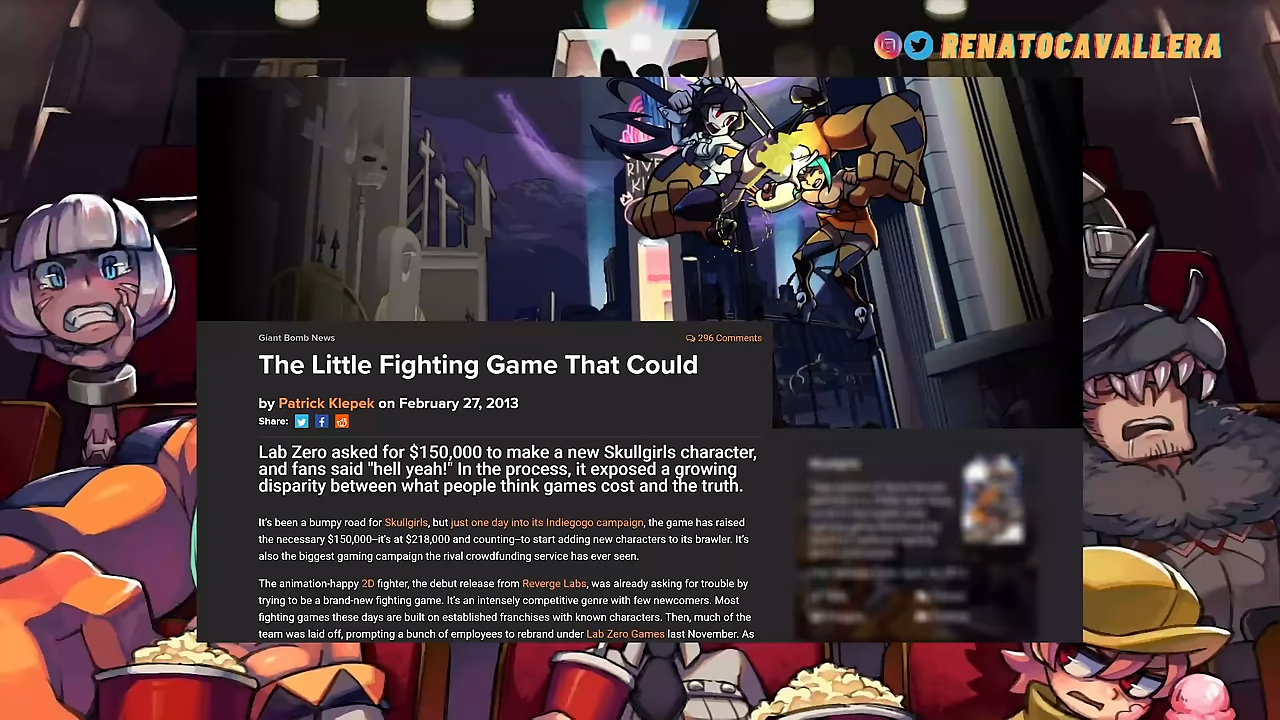 RENATOCAVALLERA
RIVE
KI
Giant Bomb News
296 Comments
The Little Fighting Game That Could
by Patrick Klepek on February 27, 2013
Share:
Lab Zero asked for $150,000 to make a new Skullgirls character,
and fans said "hell yeah!" In the process, it exposed a growing
disparity between what people think games cost and the truth.
It's been a bumpy road for Skullgirls, but just one day into its Indiegogo campaign, the game has raised
the necessary $150,000—it's at $218,000 and counting—to start adding new characters to its brawler. It's
also the biggest gaming campaign the rival crowdfunding service has ever seen.
The animation-happy 2D fighter, the debut release from Reverge Labs, was already asking for trouble by
trying to be a brand-new fighting game. It's an intensely competitive genre with few newcomers. Most
fighting games these days are built on established franchises with known characters. Then, much of the
team was laid off, prompting a bunch of employees to rebrand under Lab Zero Games last November. As